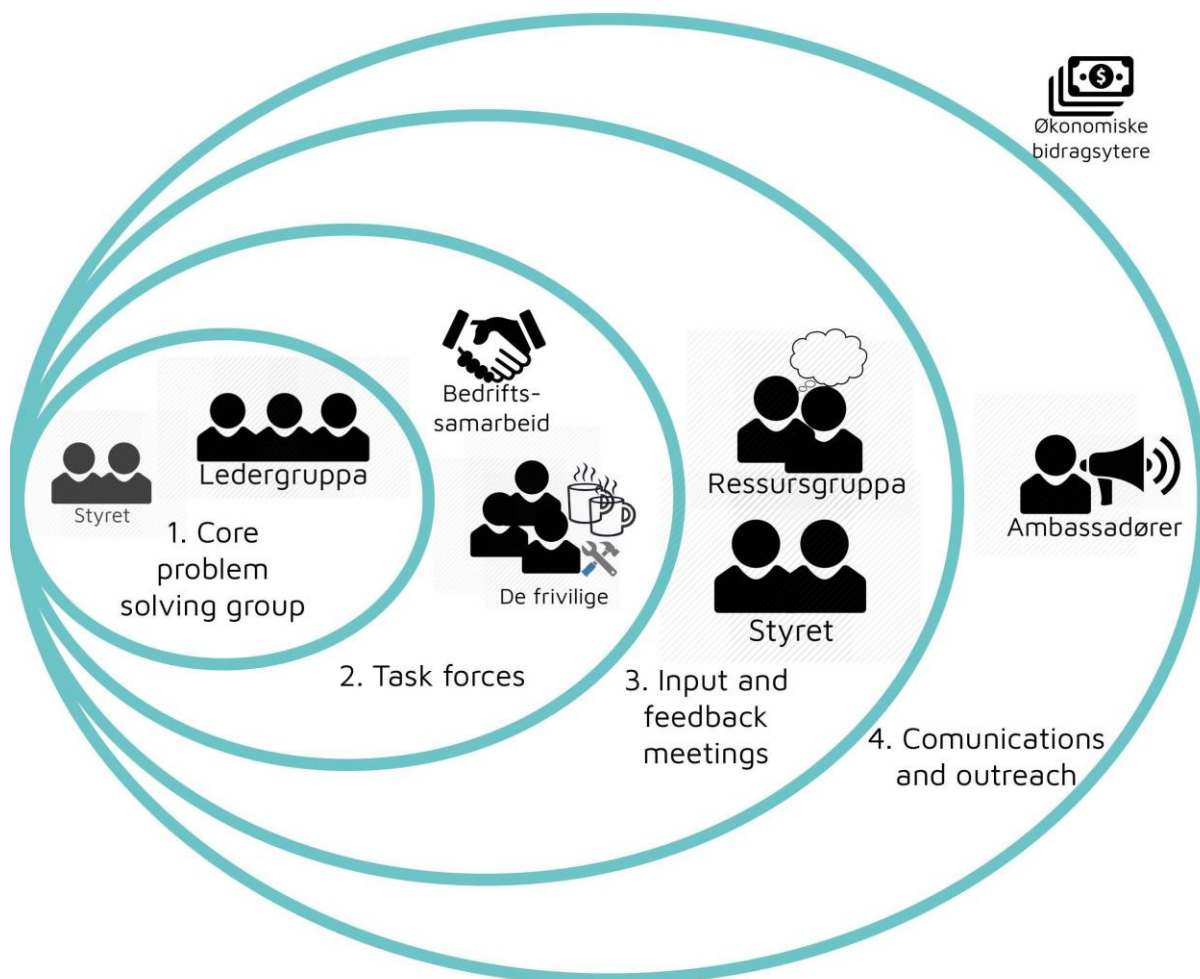 Økonomiske
bidragsytere
Bedrifts-
samarbeid
Ledergruppa
Styret
1. Core
problem
solving group
De frivilige
2. Task forces
Ressursgruppa
Styret
3. Input and
feedback
meetings
Ambassadører
4. Comunications
and outreach
$